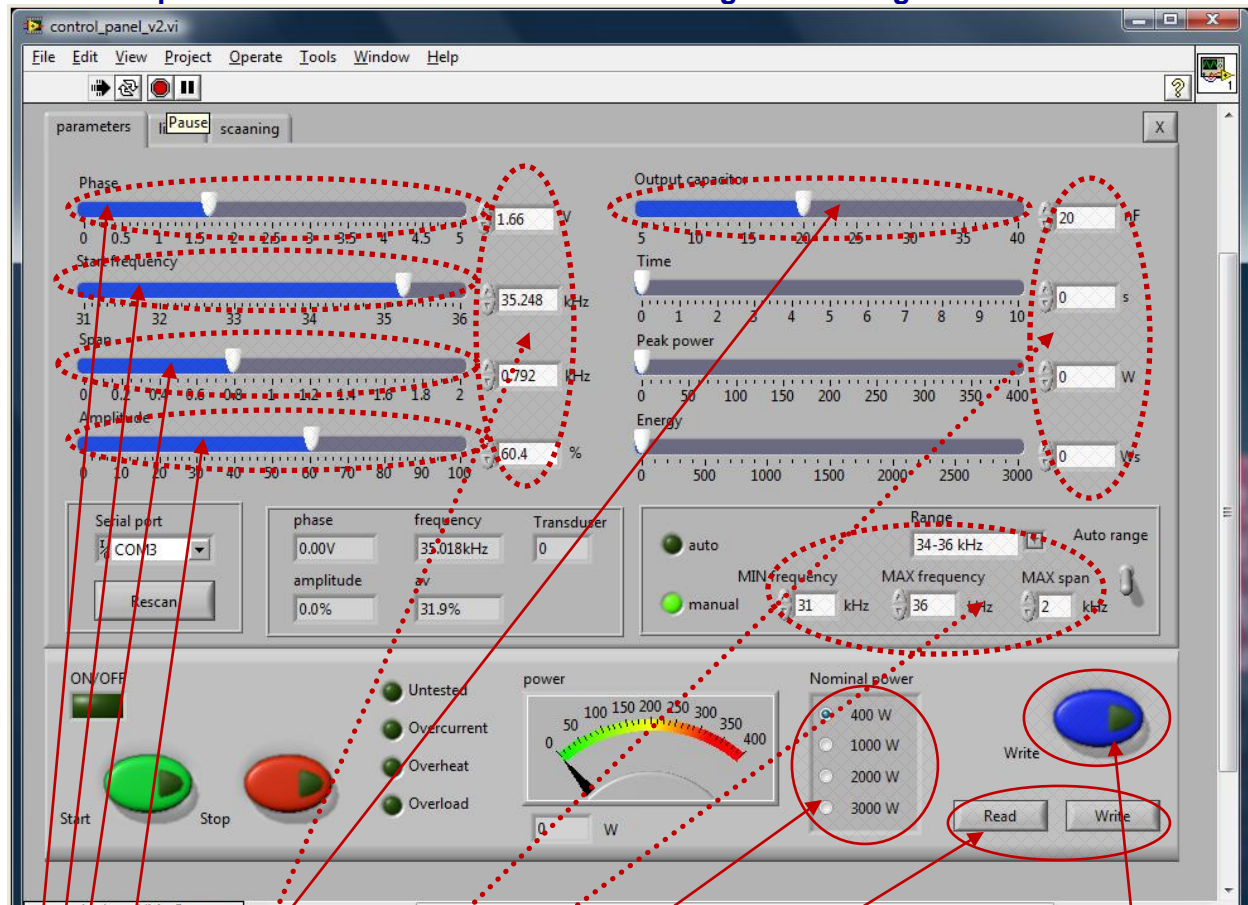 control_panel_v2.vi
File Edit View Project Operate Tools Window Help
1
Pause
parameters scaaning X
Phase
1.66 V
0 0.5 1 1.5 2 2.5 3 3.5 4 4.5 5
Start frequency
35.248 kHz
31 32 33 34 35 36
Span
0.792 kHz
0 0.2 0.4 0.6 0.8 1 1.2 1.4 1.6 1.8 2
Amplitude
60.4 %
0 10 20 30 40 50 60 70 80 90 100
Output capacitor
20 nF
5 10 15 20 25 30 35 40
Time
0 s
0 1 2 3 4 5 6 7 8 9 10
Peak power
0 W
0 50 100 150 200 250 300 350 400
Energy
0 Ws
0 500 1000 1500 2000 2500 3000
Serial port
COM3
Rescan
phase frequency Transduser
0.00V 35.018kHz 0
amplitude av
0.0% 31.9%
Range
auto 34-36 kHz Auto range
MIN frequency MAX frequency MAX span
manual 31 kHz 36 kHz 2 kHz
ON/OFF
Start Stop
Untested
Overcurrent
Overheat
Overload
power
0 50 100 150 200 250 300 350 400
0 W
Nominal power
400 W
1000 W
2000 W
3000 W
Write
Read Write